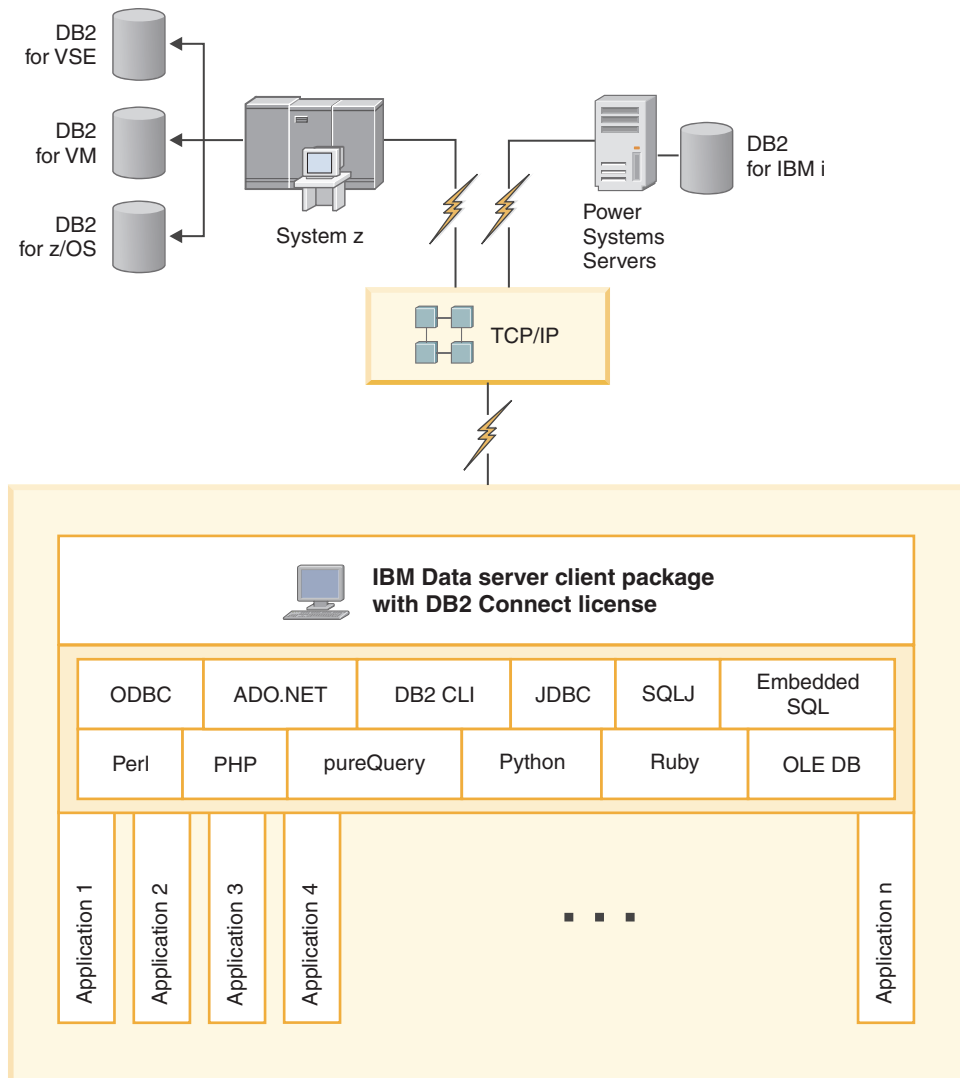 DB2
for VSE
DB2
for VM
DB2
for z/OS
System z
Power
Systems
Servers
DB2
for IBM i
TCP/IP
IBM Data server client package
with DB2 Connect license
ODBC
ADO.NET
DB2 CLI
JDBC
SQLJ
Embedded
SQL
Perl
PHP
pureQuery
Python
Ruby
OLE DB
Application 1
Application 2
Application 3
Application 4
...
Application n